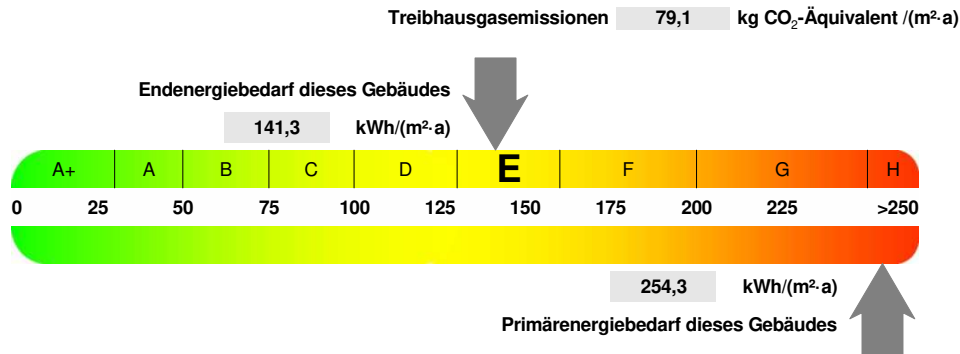 Treibhausgasemissionen 79,1 kg CO₂-Äquivalent /(m²·a)
Endenergiebedarf dieses Gebäudes
141,3 kWh/(m²·a)
A+ A B C D E F G H
0 25 50 75 100 125 150 175 200 225 >250
254,3 kWh/(m²·a)
Primärenergiebedarf dieses Gebäudes